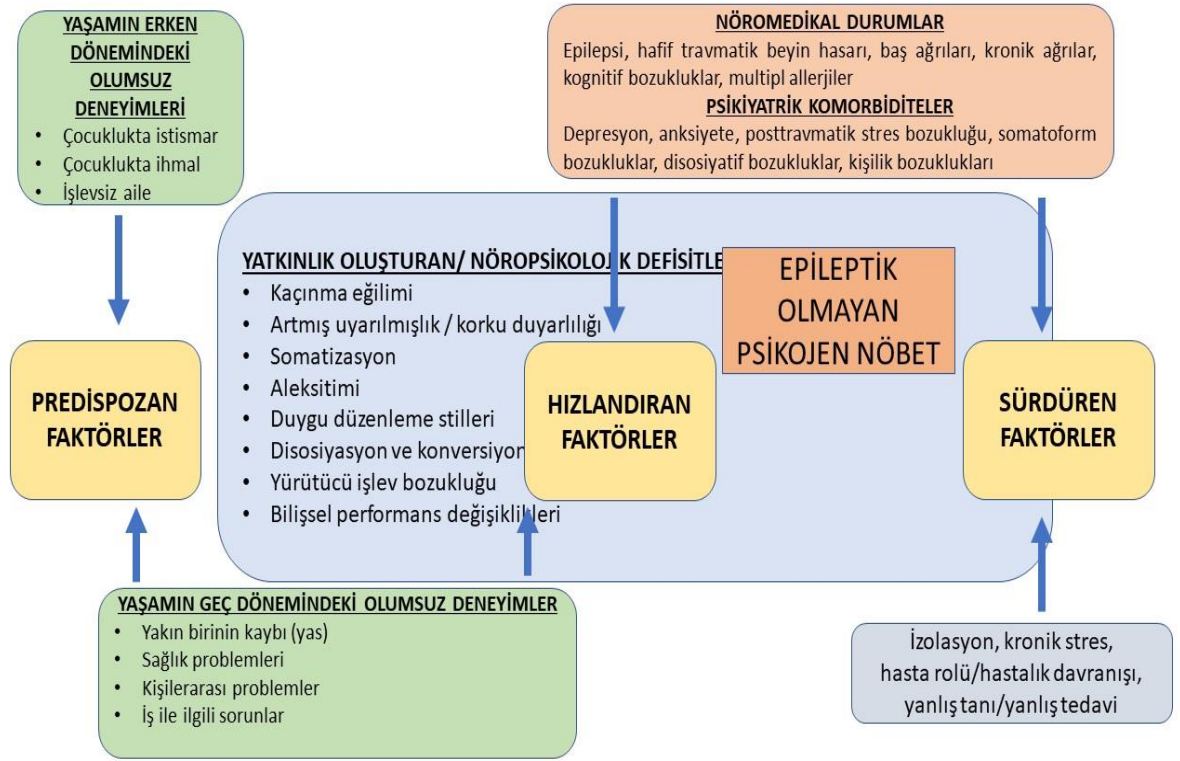 YAŞAMIN ERKEN
DÖNEMİNDEKİ
OLUMSUZ
DENEYİMLERİ
• Çocuklukta istismar
• Çocuklukta ihmal
• İşlevsiz aile
NÖROMEDİKAL DURUMLAR
Epilepsi, hafif travmatik beyin hasarı, baş ağrıları, kronik ağrılar,
kognitif bozukluklar, multipl allerjiler
PSİKİYATRİK KOMORBİDİTELER
Depresyon, anksiyete, posttravmatik stres bozukluğu, somatoform
bozukluklar, disosiyatif bozukluklar, kişilik bozuklukları
YATKINLIK OLUŞTURAN/ NÖROPSİKOLOJİK DEFİSİTLE
• Kaçınma eğilimi
• Artmış uyarılmışlık / korku duyarlılığı
• Somatizasyon
• Aleksitimi
• Duygu düzenleme stilleri
• Disosiyasyon ve konversiyon
• Yürütücü işlev bozukluğu
• Bilişsel performans değişiklikleri
EPİLEPTİK
OLMAYAN
PSİKOJEN NÖBET
PREDİSPOZAN
FAKTÖRLER
HIZLANDIRAN
FAKTÖRLER
SÜRDÜREN
FAKTÖRLER
YAŞAMIN GEÇ DÖNEMİNDEKİ OLUMSUZ DENEYİMLER
• Yakın birinin kaybı (yas)
• Sağlık problemleri
• Kişilerarası problemler
• İş ile ilgili sorunlar
İzolasyon, kronik stres,
hasta rolü/hastalık davranışı,
yanlış tanı/yanlış tedavi